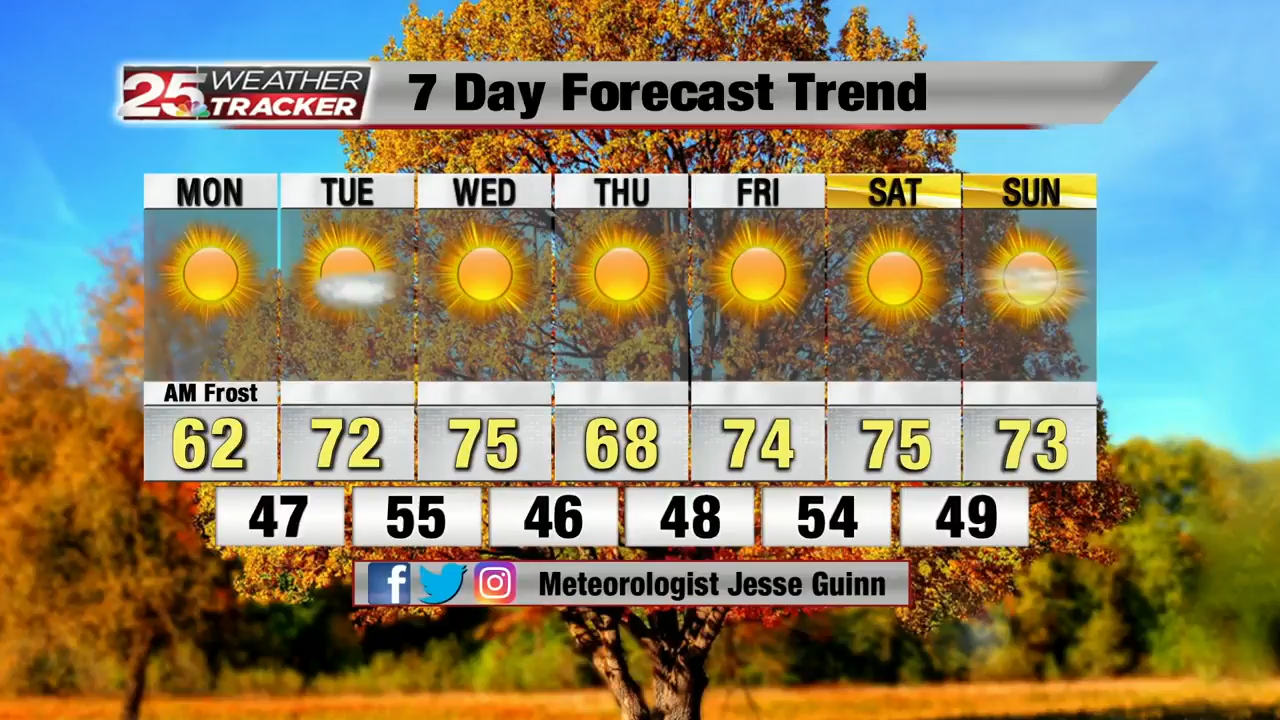 25 WEATHER TRACKER
7 Day Forecast Trend
MON TUE WED THU FRI SAT SUN
AM Frost
62 72 75 68 74 75 73
47 55 46 48 54 49
f Meteorologist Jesse Guinn